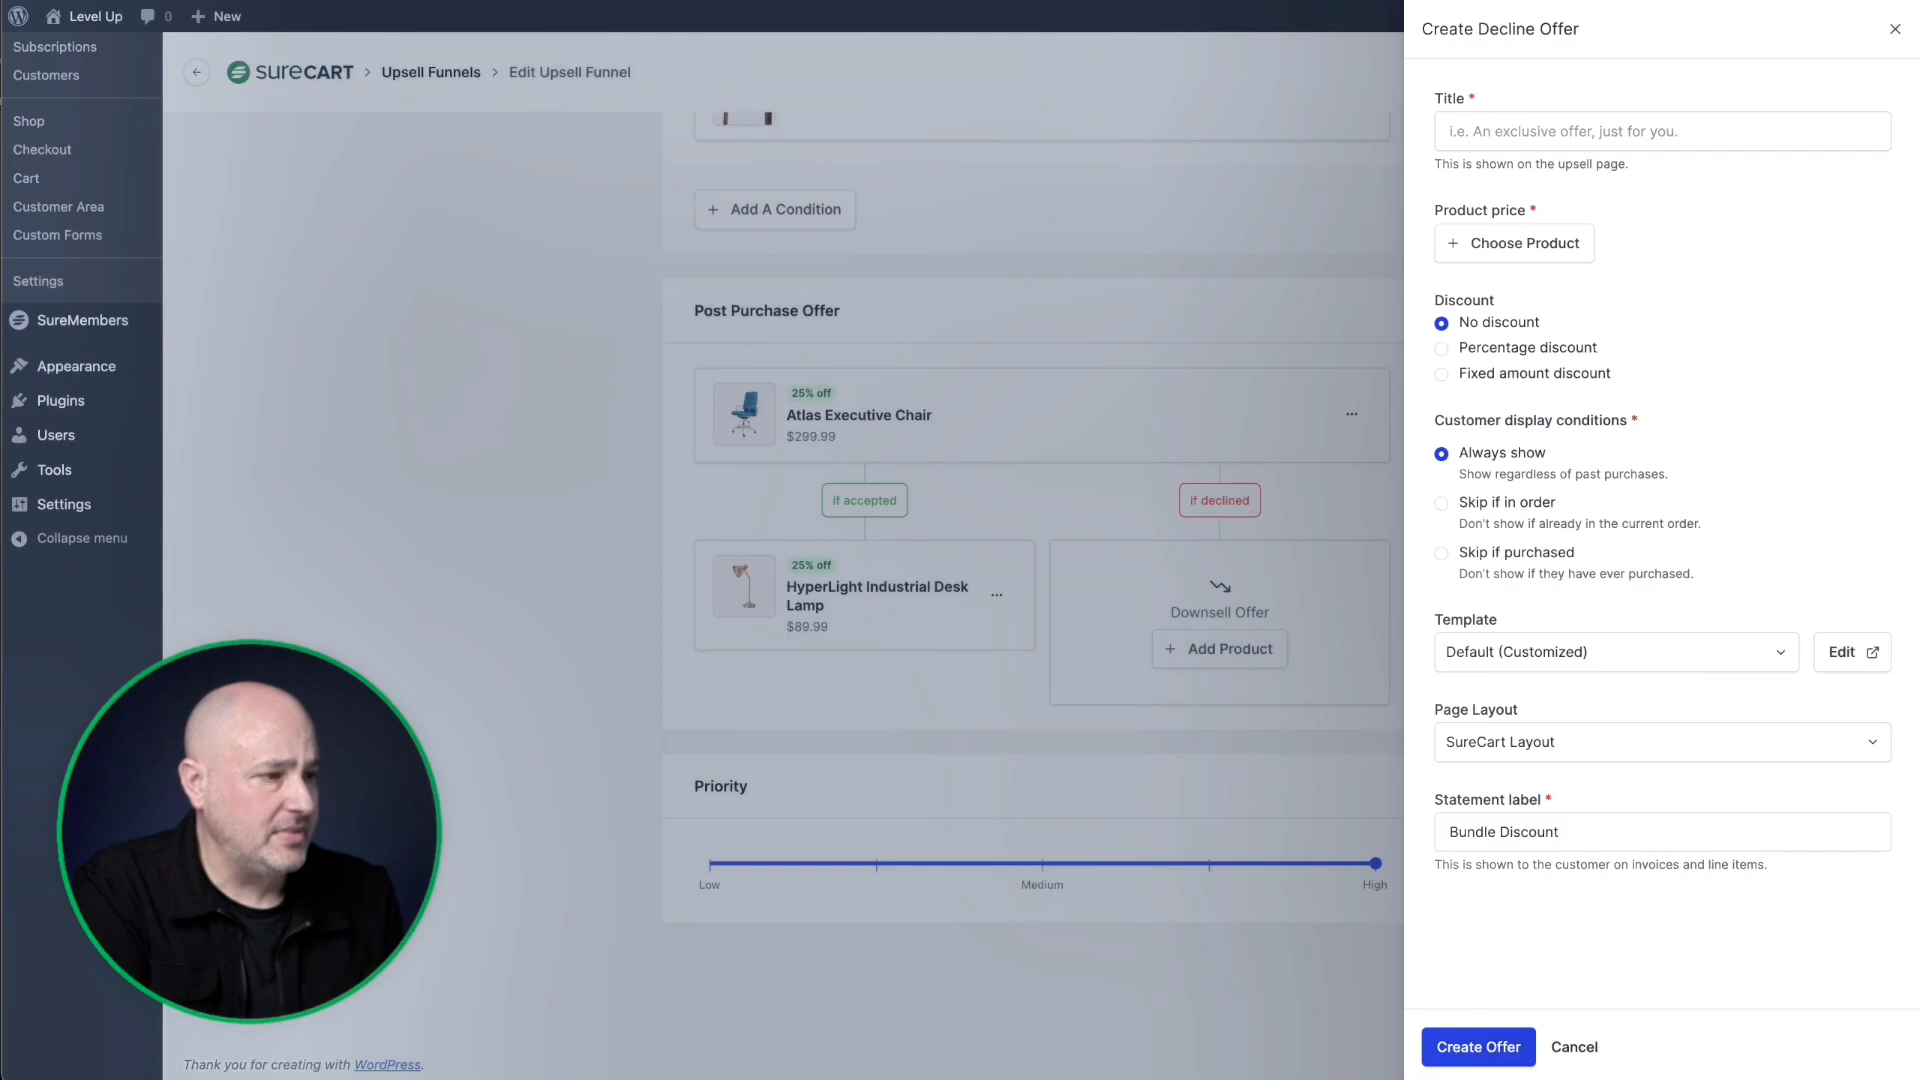 Level Up
0
New
Subscriptions
Customers
Shop
Checkout
Cart
Customer Area
Custom Forms
Settings
SureMembers
Appearance
Plugins
Users
Tools
Settings
Collapse menu
SURECART > Upsell Funnels > Edit Upsell Funnel
+ Add A Condition
Post Purchase Offer
25% off
Atlas Executive Chair
$299.99
if accepted
if declined
25% off
HyperLight Industrial Desk
Lamp
$89.99
Downsell Offer
+ Add Product
Priority
Low
Medium
High
Thank you for creating with WordPress.
Create Decline Offer
Title *
i.e. An exclusive offer, just for you.
This is shown on the upsell page.
Product price *
+ Choose Product
Discount
No discount
Percentage discount
Fixed amount discount
Customer display conditions *
Always show
Show regardless of past purchases.
Skip if in order
Don't show if already in the current order.
Skip if purchased
Don't show if they have ever purchased.
Template
Default (Customized)
Edit
Page Layout
SureCart Layout
Statement label *
Bundle Discount
This is shown to the customer on invoices and line items.
Create Offer
Cancel